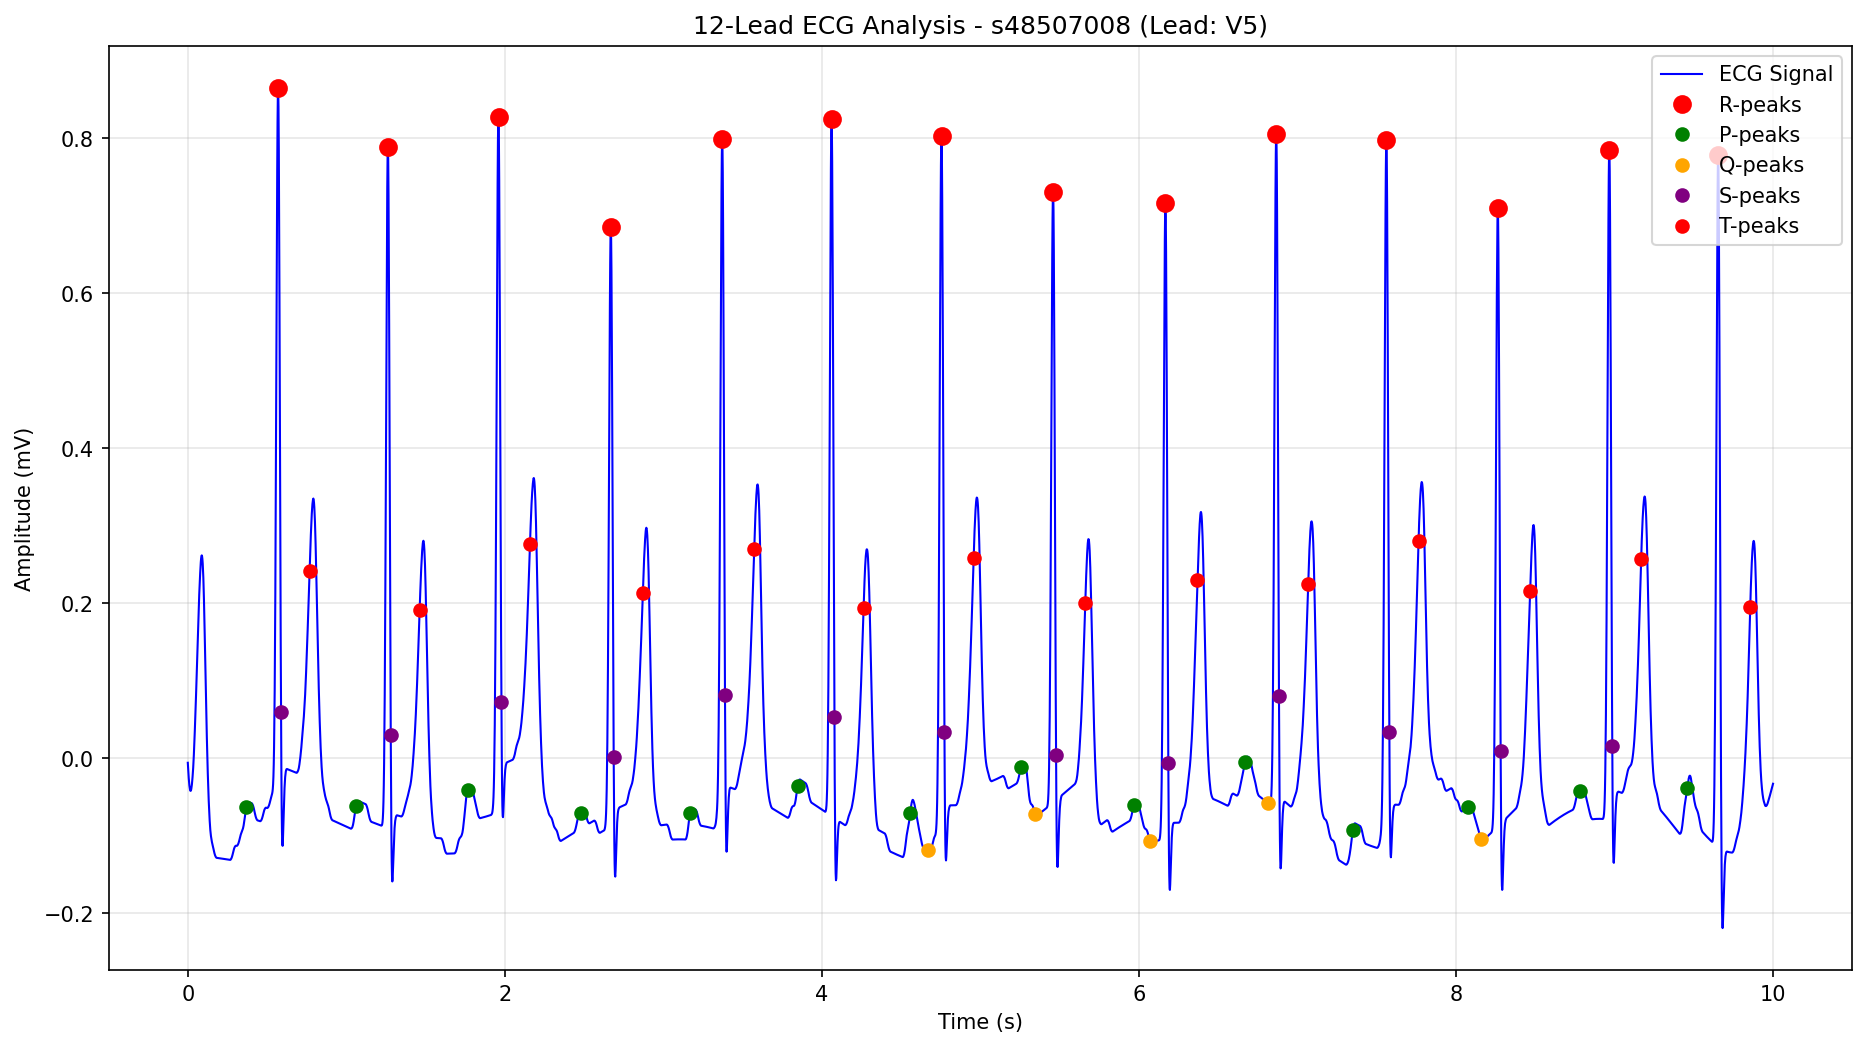 12-Lead ECG Analysis - s48507008 (Lead: V5)
ECG Signal
R-peaks
P-peaks
Q-peaks
S-peaks
T-peaks
Amplitude (mV)
0.8
0.6
0.4
0.2
0.0
−0.2
0 2 4 6 8 10
Time (s)